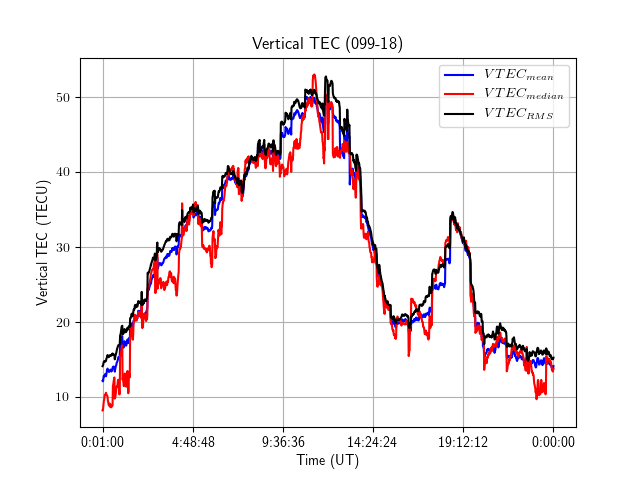 Vertical TEC (099-18)
VTEC_mean
VTEC_median
VTEC_RMS
Vertical TEC (TECU)
50
40
30
20
10
0:01:00 4:48:48 9:36:36 14:24:24 19:12:12 0:00:00
Time (UT)